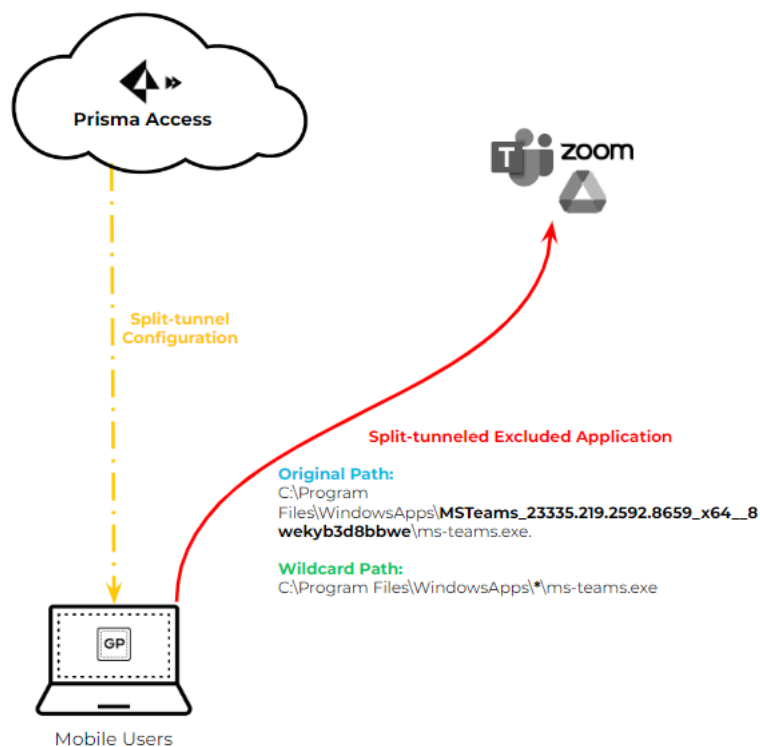 Prisma Access
T
zoom
Split-tunnel
Configuration
Split-tunneled Excluded Application
Original Path:
C:\Program
Files\WindowsApps\MSTeams_23335.219.2592.8659_x64__8
wekyb3d8bbwe\ms-teams.exe.
Wildcard Path:
C:\Program Files\WindowsApps\*\ms-teams.exe
GP
Mobile Users